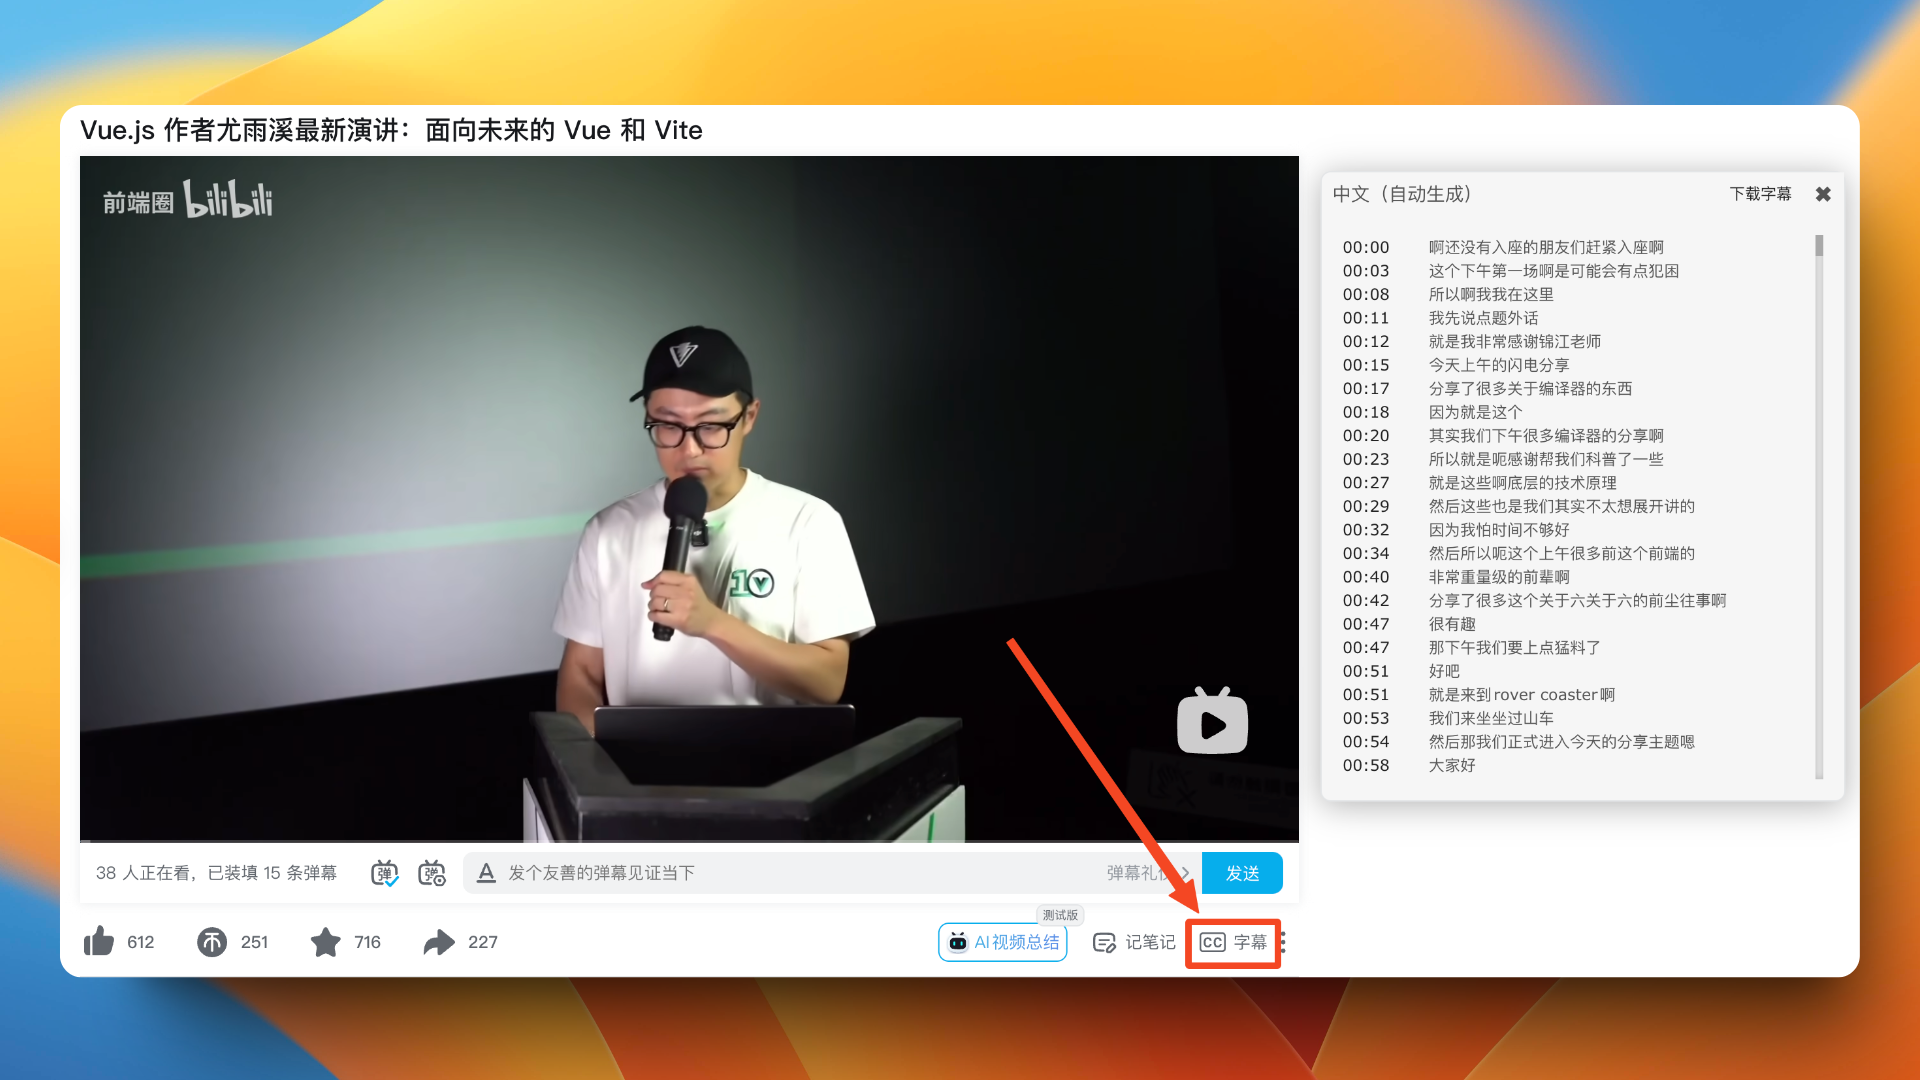 Vue.js 作者尤雨溪最新演讲：面向未来的 Vue 和 Vite
前端圈 bilibili
10
38 人正在看，已装填 15 条弹幕
弹
弹
A 发个友善的弹幕见证当下
弹幕礼
发送
612
251
716
227
测试版
AI视频总结
记笔记
CC 字幕
中文（自动生成）
下载字幕
00:00 啊还没有入座的朋友们赶紧入座啊
00:03 这个下午第一场啊是可能会有点犯困
00:08 所以啊我我在这里
00:11 我先说点题外话
00:12 就是我非常感谢锦江老师
00:15 今天上午的闪电分享
00:17 分享了很多关于编译器的东西
00:18 因为就是这个
00:20 其实我们下午很多编译器的分享啊
00:23 所以就是呃感谢帮我们科普了一些
00:27 就是这些啊底层的技术原理
00:29 然后这些也是我们其实不太想展开讲的
00:32 因为我怕时间不够好
00:34 然后所以呃这个上午很多前这个前端的
00:40 非常重量级的前辈啊
00:42 分享了很多这个关于六关于六的前尘往事啊
00:47 很有趣
00:47 那下午我们要上点猛料了
00:51 好吧
00:51 就是来到rover coaster啊
00:53 我们来坐坐过山车
00:54 然后那我们正式进入今天的分享主题嗯
00:58 大家好